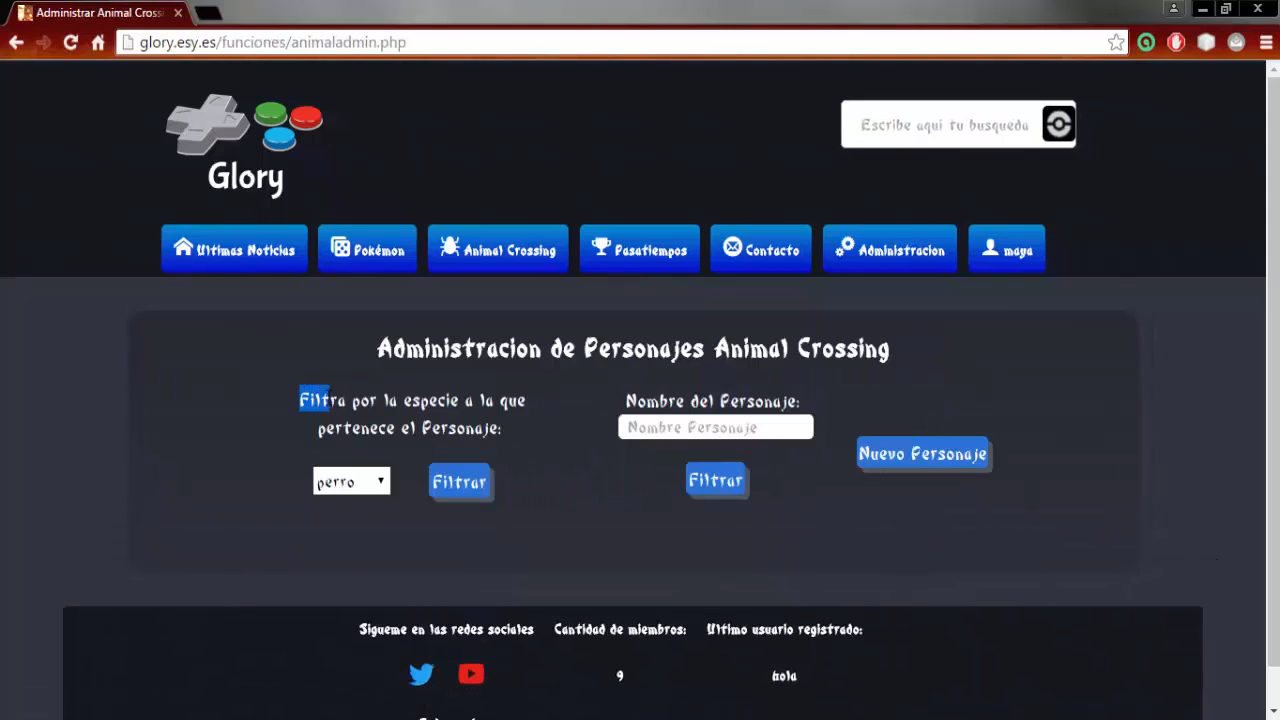 Administrar Animal Crossi
glory.esy.es/funciones/animaladmin.php
Glory
Escribe aqui tu busqueda
Ultimas Noticias
Pokémon
Animal Crossing
Pasatiempos
Contacto
Administracion
maya
Administracion de Personajes Animal Crossing
Filtra por la especie a la que
pertenece el Personaje:
perro
Filtrar
Nombre del Personaje:
Nombre Personaje
Filtrar
Nuevo Personaje
Sigueme en las redes sociales
Cantidad de miembros:
9
Ultimo usuario registrado:
hola